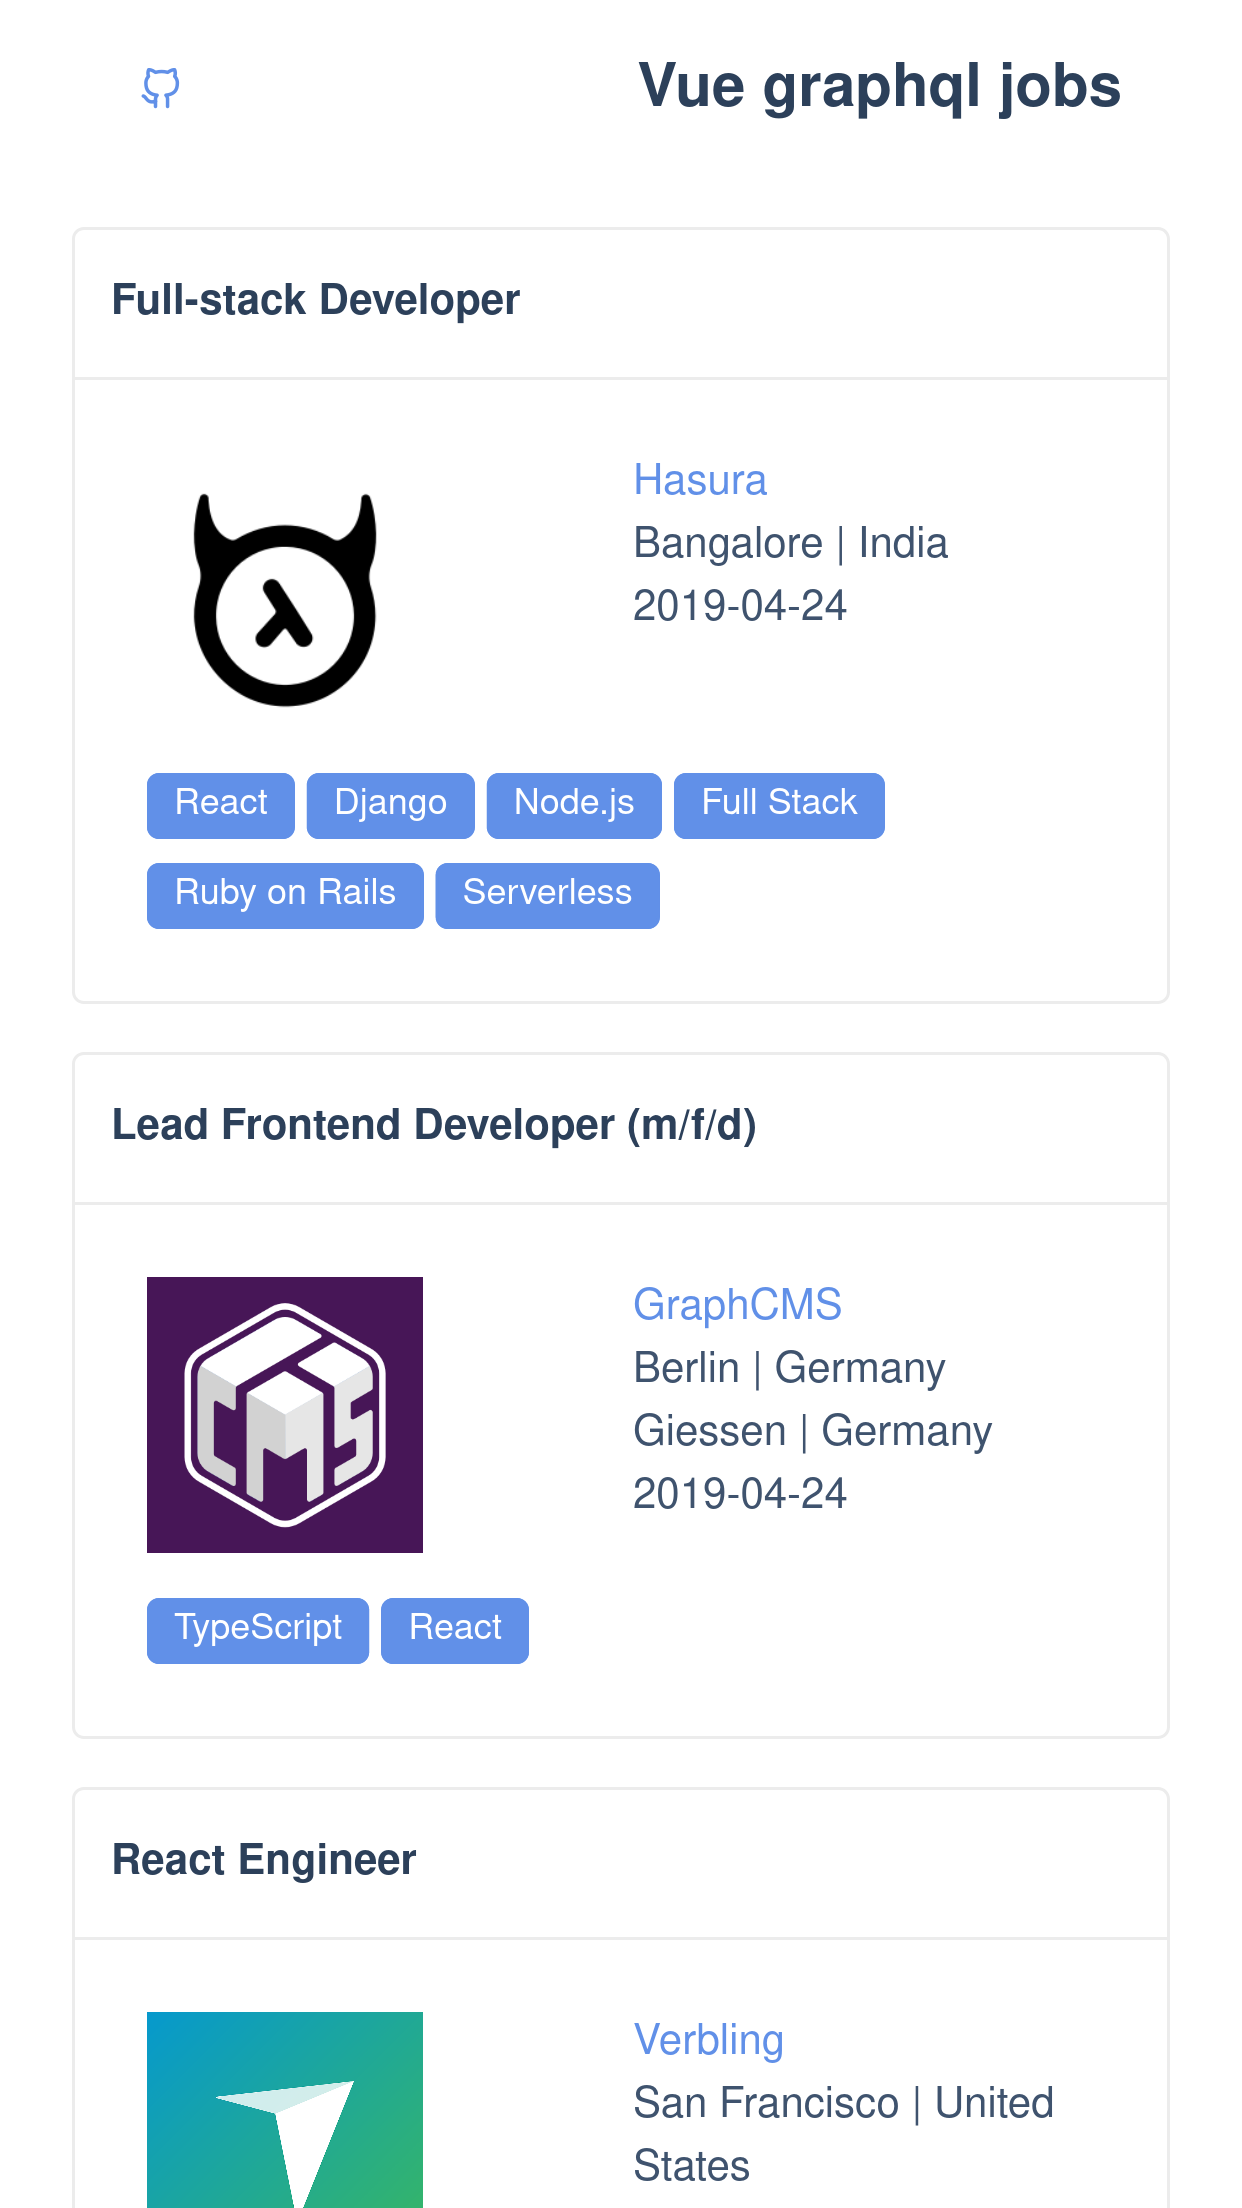 Vue graphql jobs
Full-stack Developer
Hasura
Bangalore | India
2019-04-24
React Django Node.js Full Stack
Ruby on Rails Serverless
Lead Frontend Developer (m/f/d)
CMS
GraphCMS
Berlin | Germany
Giessen | Germany
2019-04-24
TypeScript React
React Engineer
Verbling
San Francisco | United
States